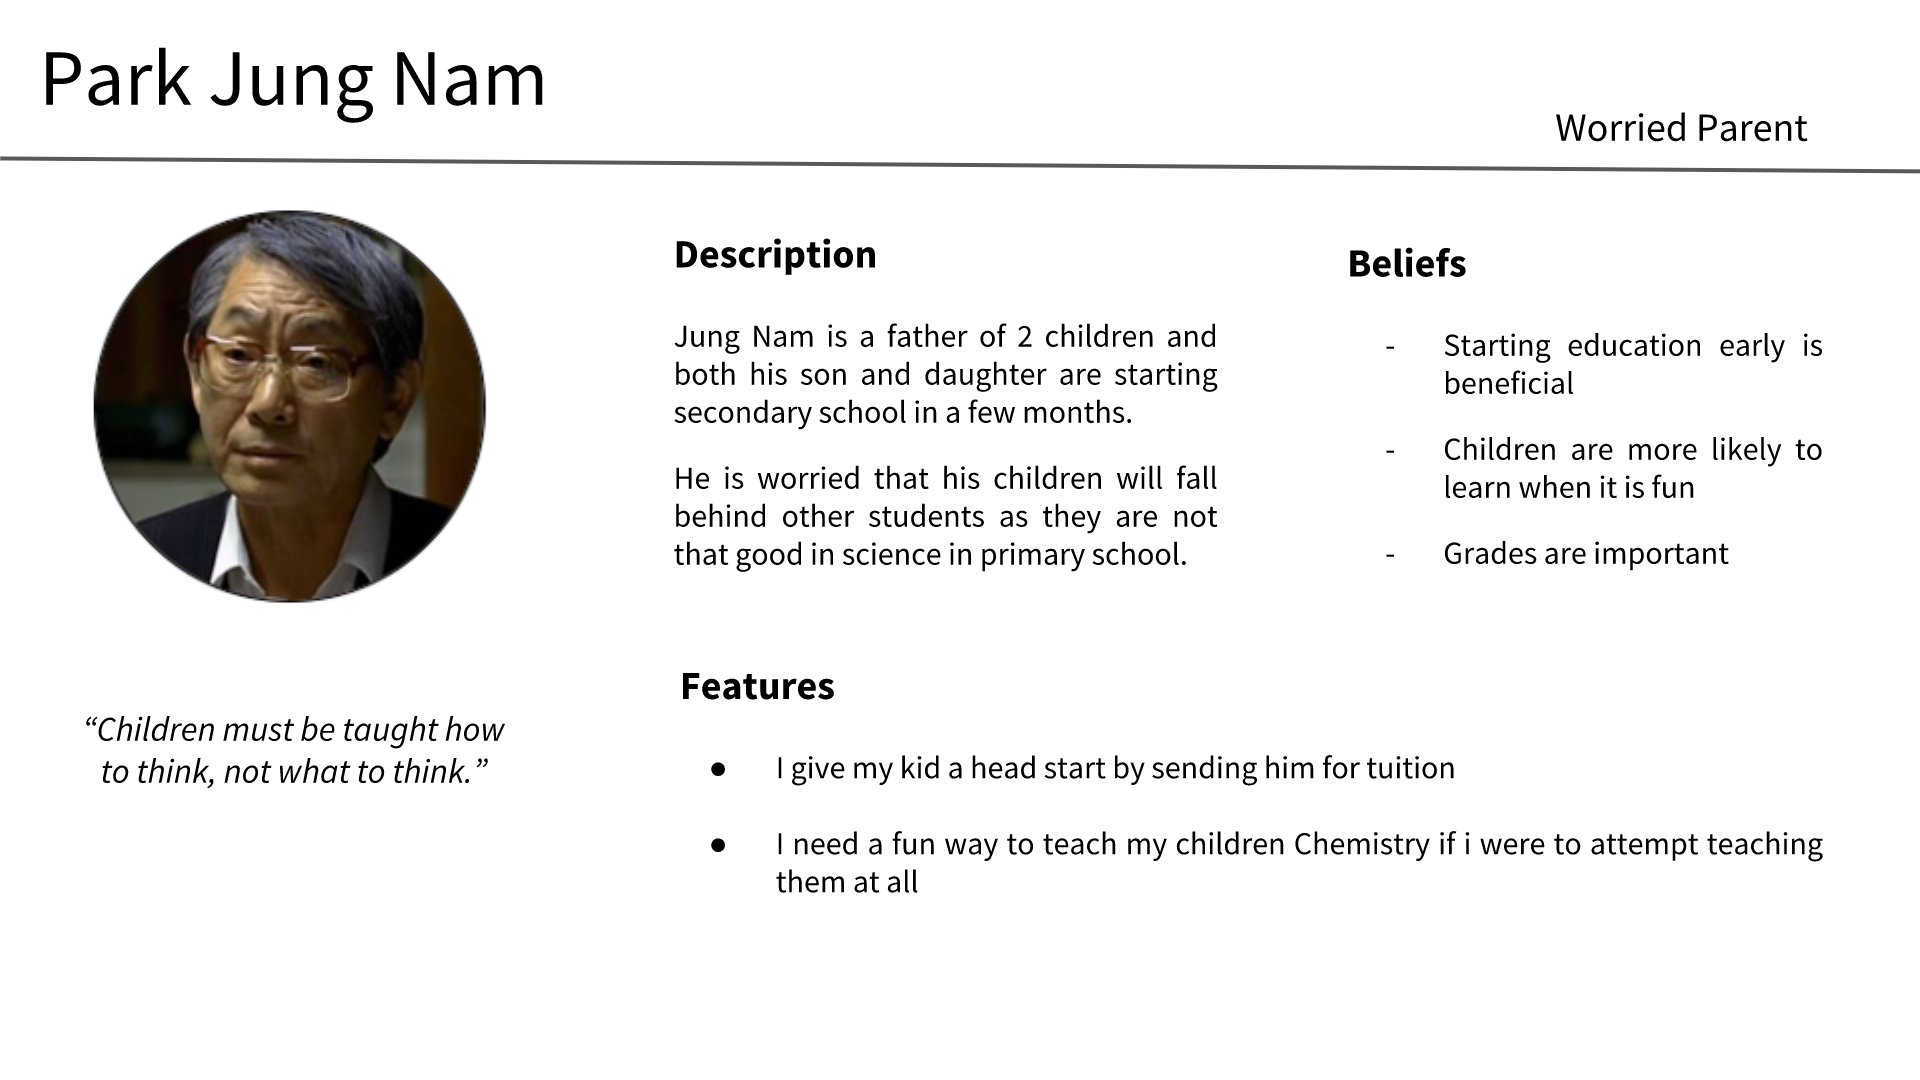 Park Jung Nam
Worried Parent
Description
Jung Nam is a father of 2 children and
both his son and daughter are starting
secondary school in a few months.
He is worried that his children will fall
behind other students as they are not
that good in science in primary school.
Beliefs
- Starting education early is
beneficial
- Children are more likely to
learn when it is fun
- Grades are important
“Children must be taught how
to think, not what to think.”
Features
● I give my kid a head start by sending him for tuition
● I need a fun way to teach my children Chemistry if i were to attempt teaching
them at all